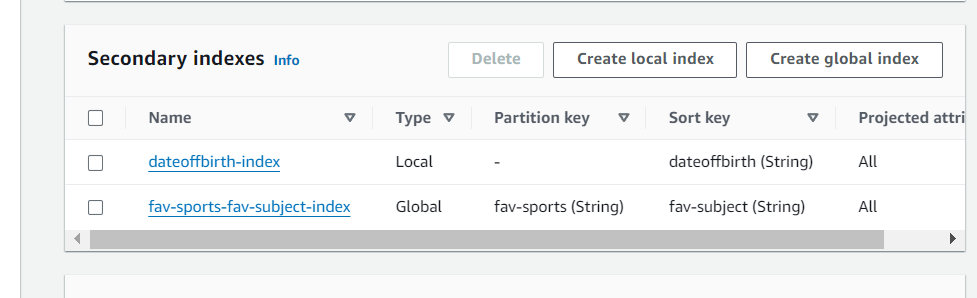 Secondary indexes Info Delete Create local index Create global index
Name Type Partition key Sort key Projected attri
dateoffbirth-index Local - dateoffbirth (String) All
fav-sports-fav-subject-index Global fav-sports (String) fav-subject (String) All